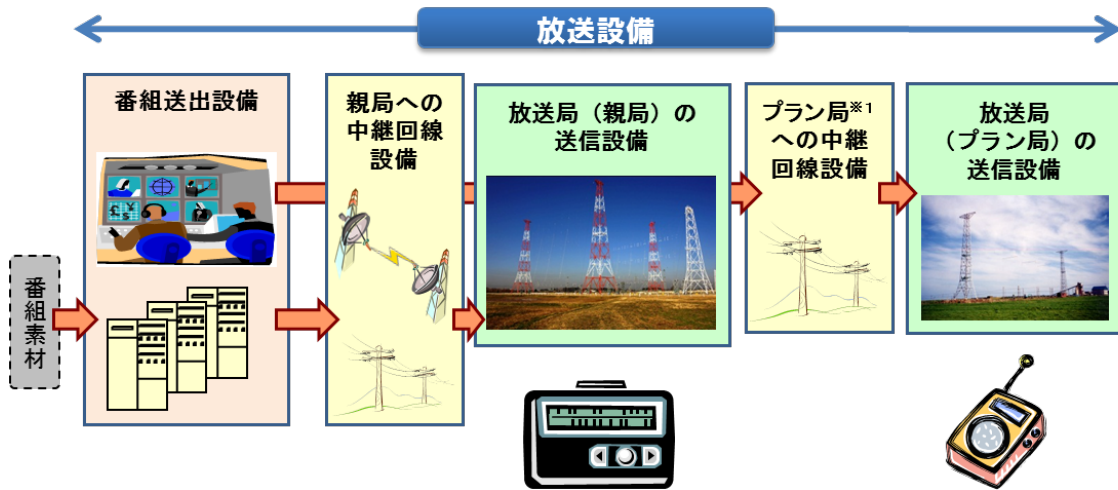 放送設備
番組送出設備
親局への
中継回線
設備
放送局（親局）の
送信設備
プラン局※1
への中継
回線設備
放送局
（プラン局）の
送信設備
番組素材